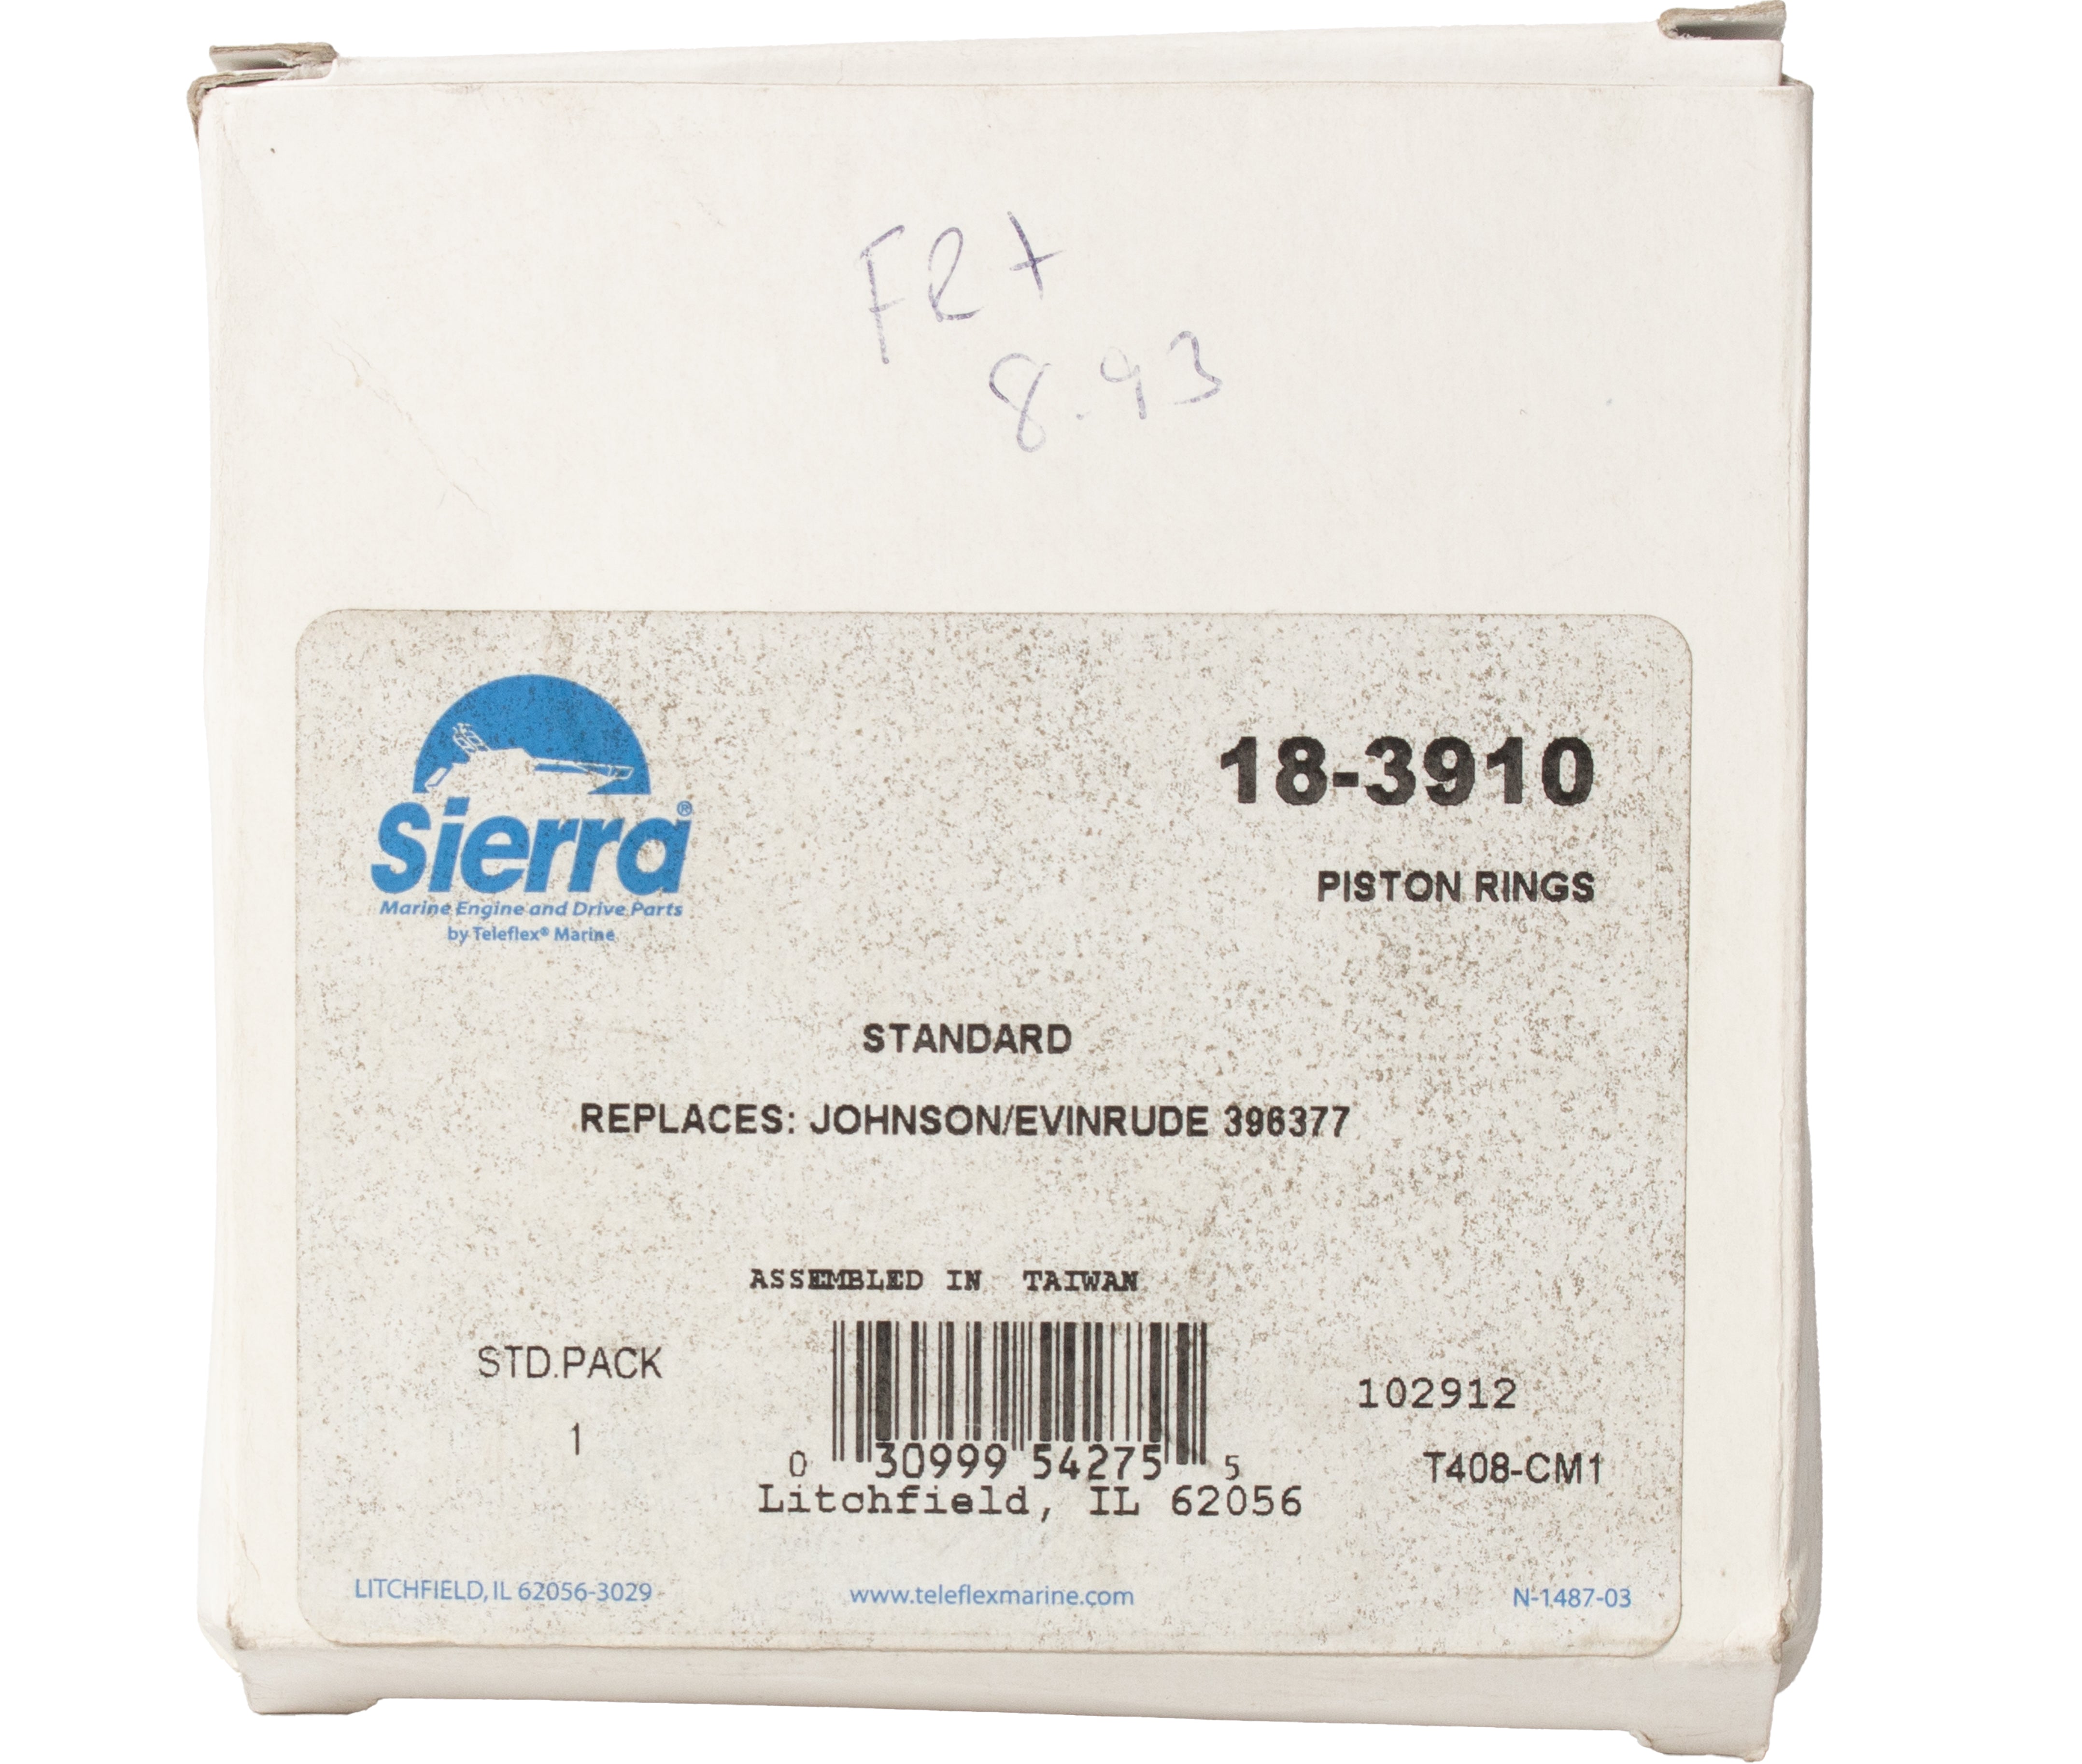 FRt
8.93
Sierra®
Marine Engine and Drive Parts
by Teleflex® Marine
18-3910
PISTON RINGS
STANDARD
REPLACES: JOHNSON/EVINRUDE 396377
ASSEMBLED IN TAIWAN
STD.PACK
1
0 30999 54275 5
Litchfield, IL 62056
102912
T408-CM1
LITCHFIELD, IL 62056-3029
www.teleflexmarine.com
N-1487-03